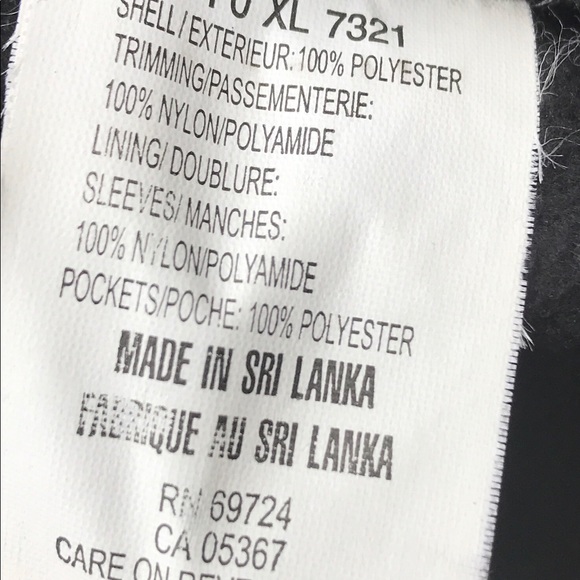 XL 7321
SHELL/EXTÉRIEUR: 100% POLYESTER
TRIMMING/PASSEMENTERIE:
100% NYLON/POLYAMIDE
LINING/DOUBLURE:
SLEEVES/MANCHES:
100% NYLON/POLYAMIDE
POCKETS/POCHE: 100% POLYESTER
MADE IN SRI LANKA
FABRIQUE AU SRI LANKA
RN 69724
CA 05367
CARE ON